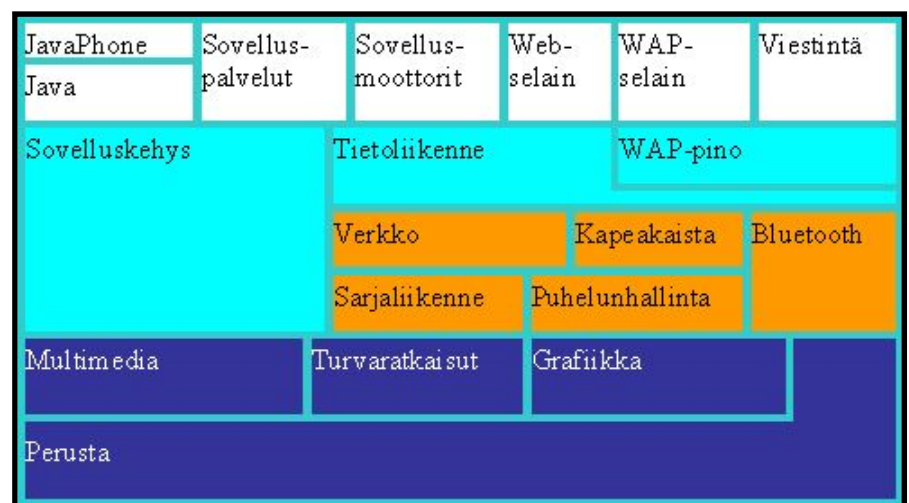 JavaPhone
Java
Sovellus-
palvelut
Sovellus-
moottorit
Web-
selain
WAP-
selain
Viestintä
Sovelluskehys
Tietoliikenne
WAP-pino
Verkko
Kapeakaista
Bluetooth
Sarjaliikenne
Puhelunhallinta
Multimedia
Turvaratkaisut
Grafiikka
Perusta